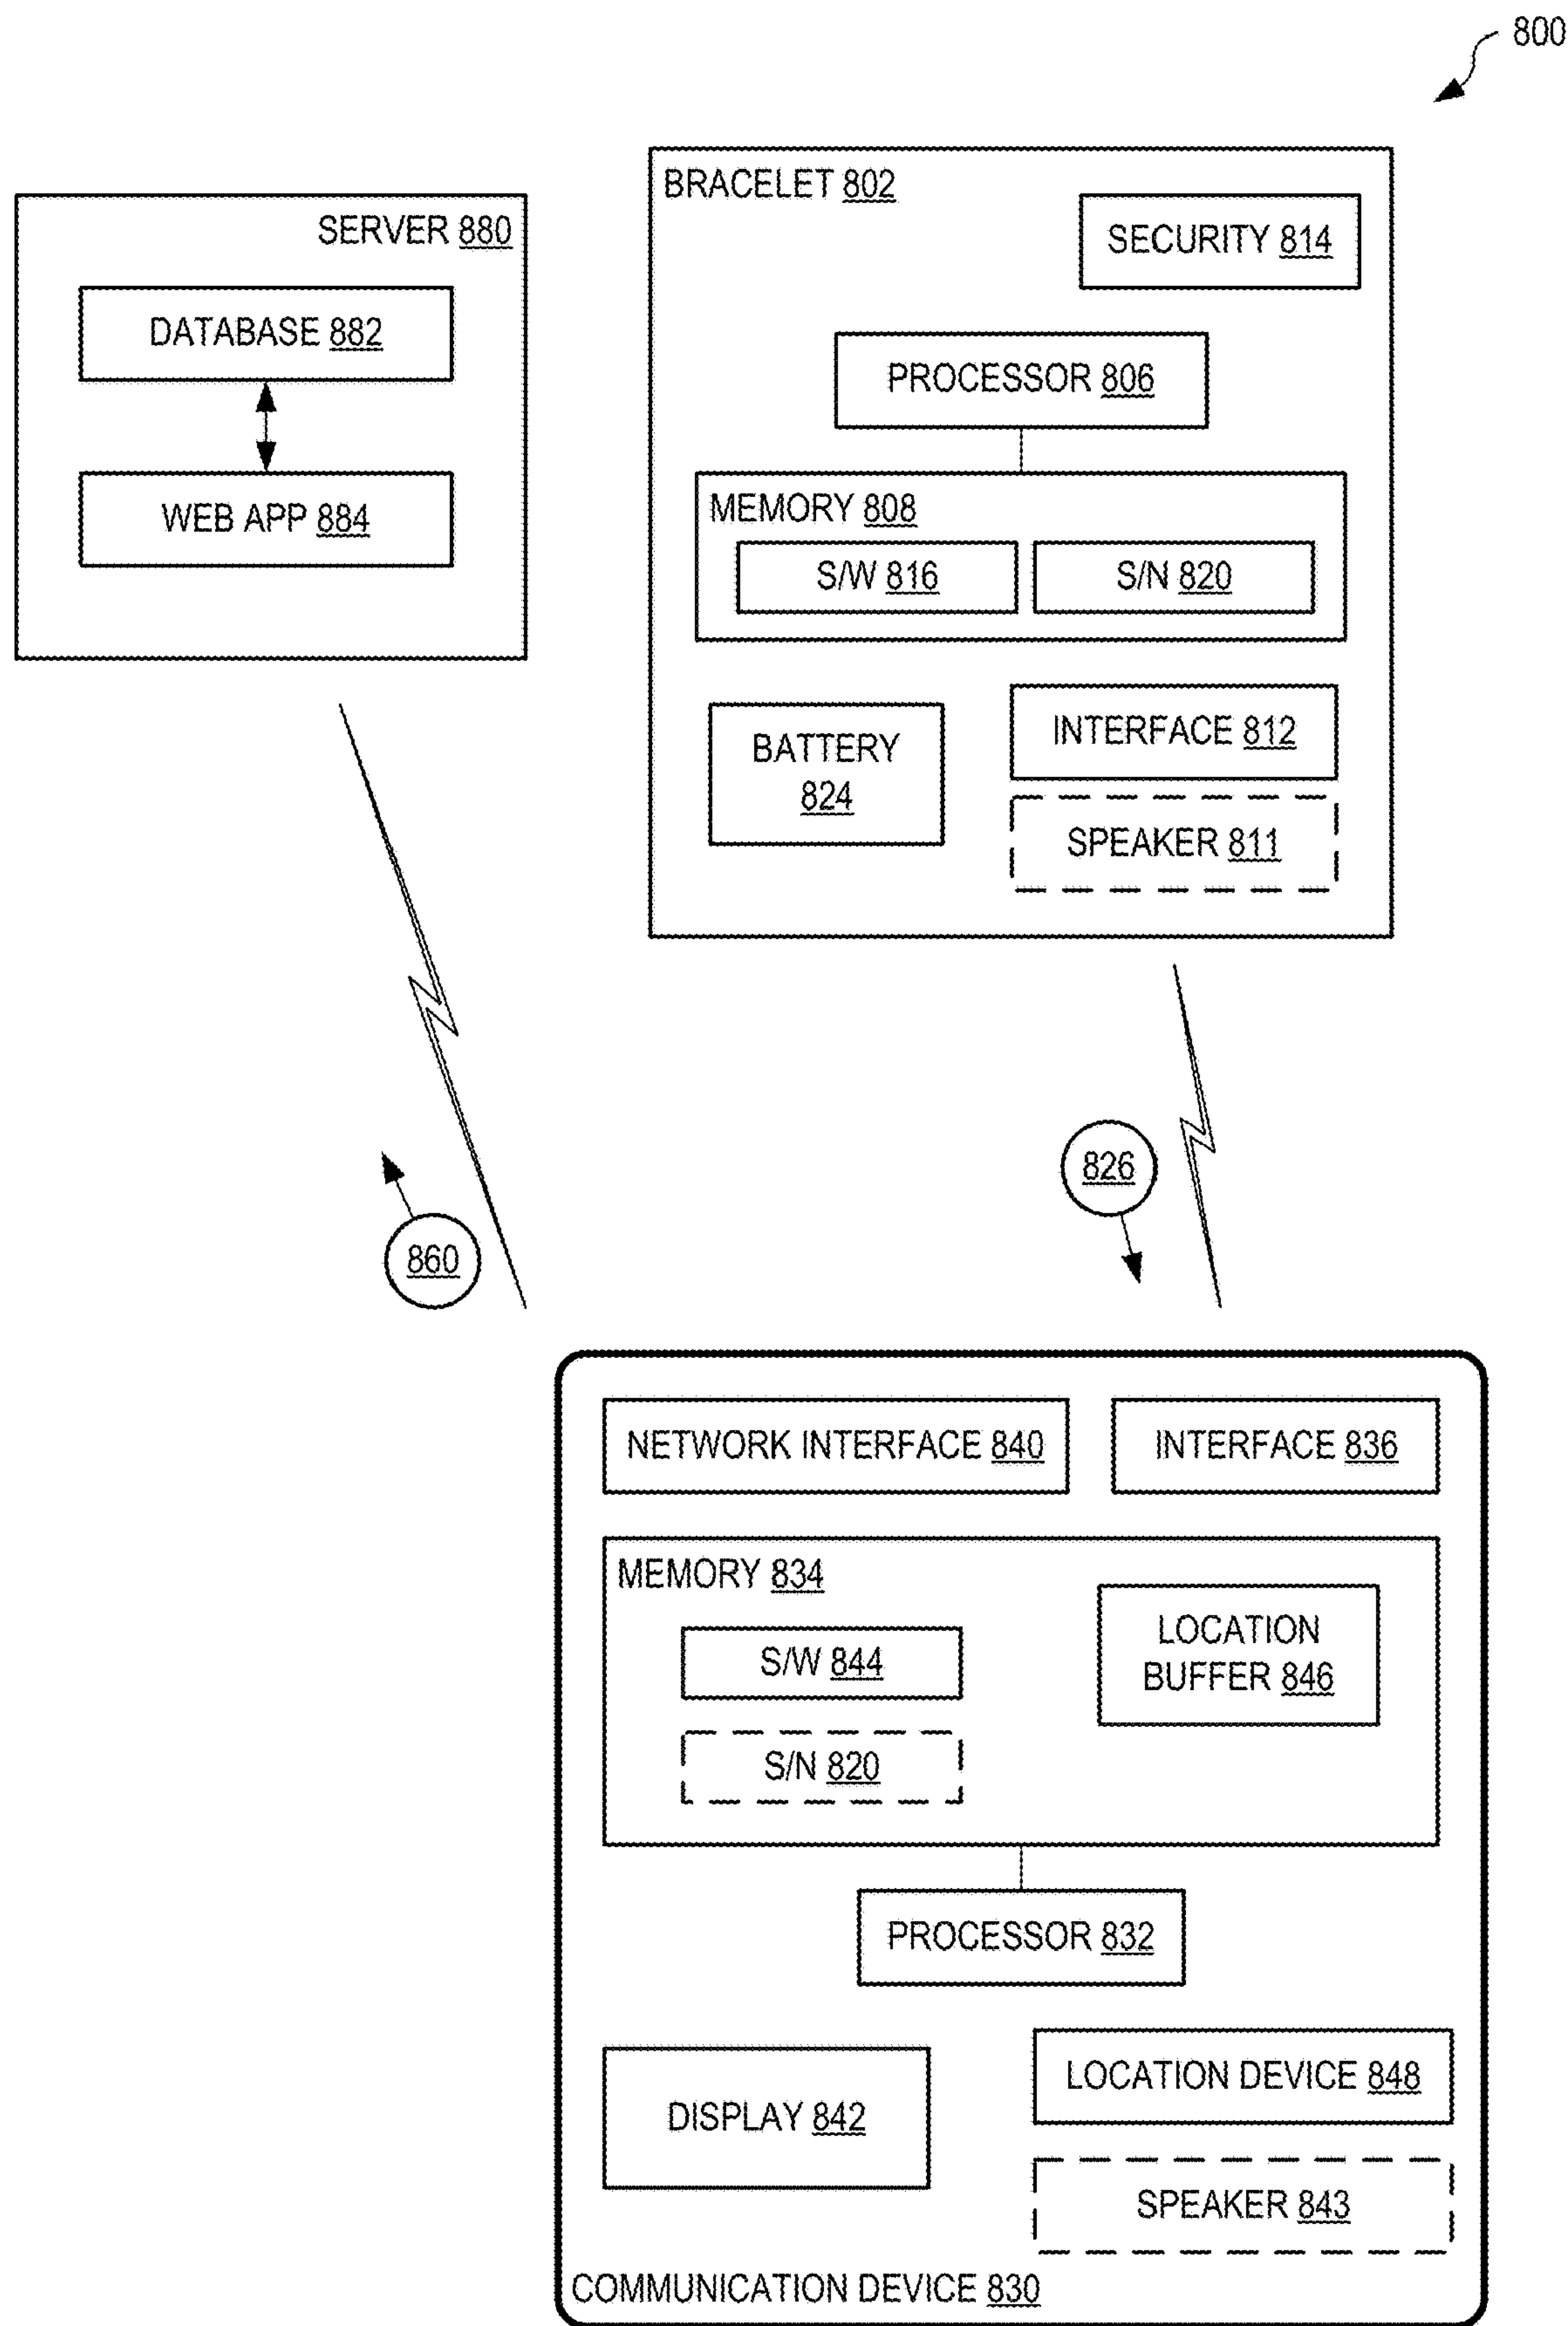 800
BRACELET 802
SECURITY 814
SERVER 880
DATABASE 882
PROCESSOR 806
WEB APP 884
MEMORY 808
S/W 816
S/N 820
BATTERY
824
INTERFACE 812
SPEAKER 811
826
860
NETWORK INTERFACE 840
INTERFACE 836
MEMORY 834
LOCATION
BUFFER 846
S/W 844
S/N 820
PROCESSOR 832
LOCATION DEVICE 848
DISPLAY 842
SPEAKER 843
COMMUNICATION DEVICE 830